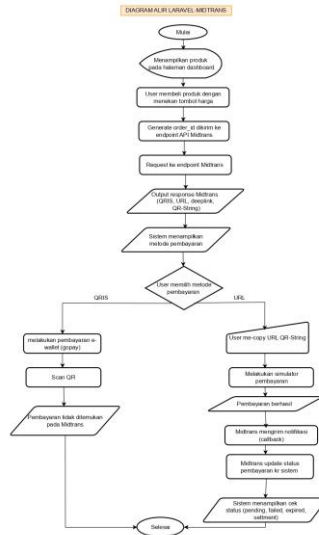 DIAGRAM ALIR LARAVEL-MIDTRANS
Mulai
Menampilkan produk
pada halaman dashboard
User membeli produk dengan
menekan tombol harga
Generate order_id dikirim ke
endpoint API Midtrans
Request ke endpoint Midtrans
Output response Midtrans
(QRIS, URL, deeplink,
QR-String)
Sistem menampilkan
metode pembayaran
User memilih metode
pembayaran
QRIS
URL
melakukan pembayaran e-
wallet (gopay)
Scan QR
Pembayaran tidak ditemukan
pada Midtrans
User me-copy URL QR-String
Melakukan simulator
pembayaran
Pembayaran berhasil
Midtrans mengirim notifikasi
(callback)
Midtrans update status
pembayaran kr sistem
Sistem menampilkan cek
status (pending, failed, expired,
settlment)
Selesai